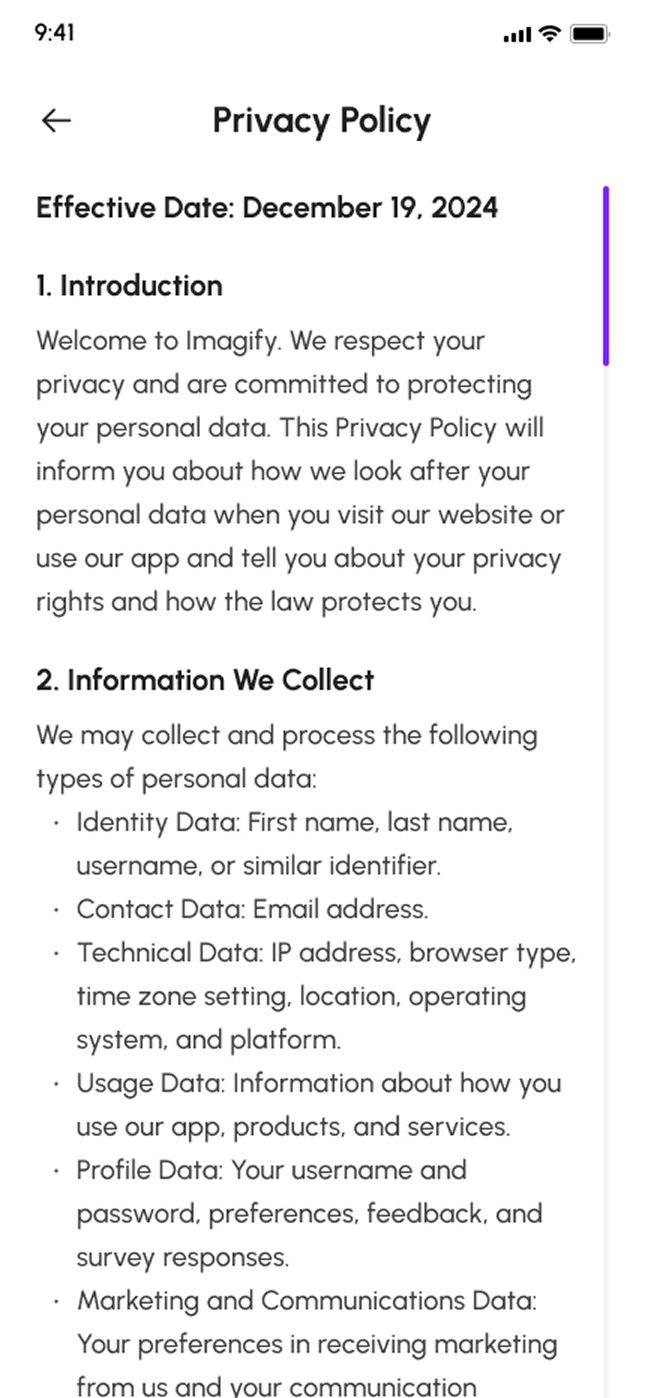 9:41
Privacy Policy
Effective Date: December 19, 2024
1. Introduction
Welcome to Imagify. We respect your
privacy and are committed to protecting
your personal data. This Privacy Policy will
inform you about how we look after your
personal data when you visit our website or
use our app and tell you about your privacy
rights and how the law protects you.
2. Information We Collect
We may collect and process the following
types of personal data:
· Identity Data: First name, last name,
username, or similar identifier.
· Contact Data: Email address.
· Technical Data: IP address, browser type,
time zone setting, location, operating
system, and platform.
· Usage Data: Information about how you
use our app, products, and services.
· Profile Data: Your username and
password, preferences, feedback, and
survey responses.
· Marketing and Communications Data:
Your preferences in receiving marketing
from us and your communication